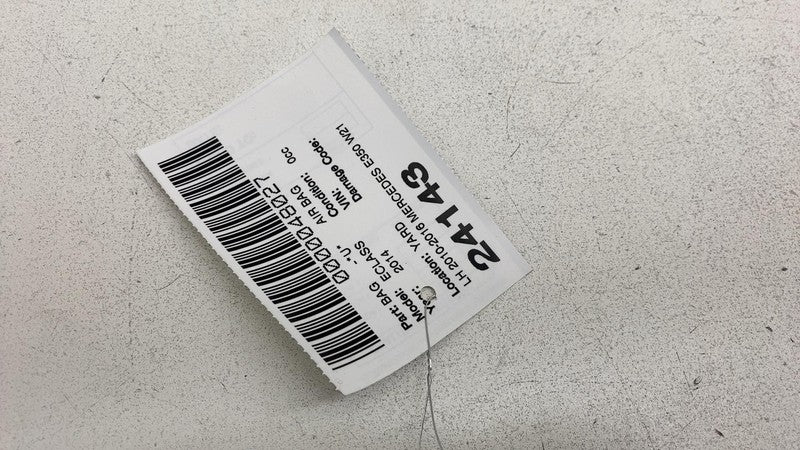 24143
LH 2010-2016 MERCEDES E350 W21
Location: YARD
Year: 2014
Model: ECLASS
Part: BAG
Damage Code:
VIN:
Condition: 0cc
AIR BAG
-"U"
0000048027